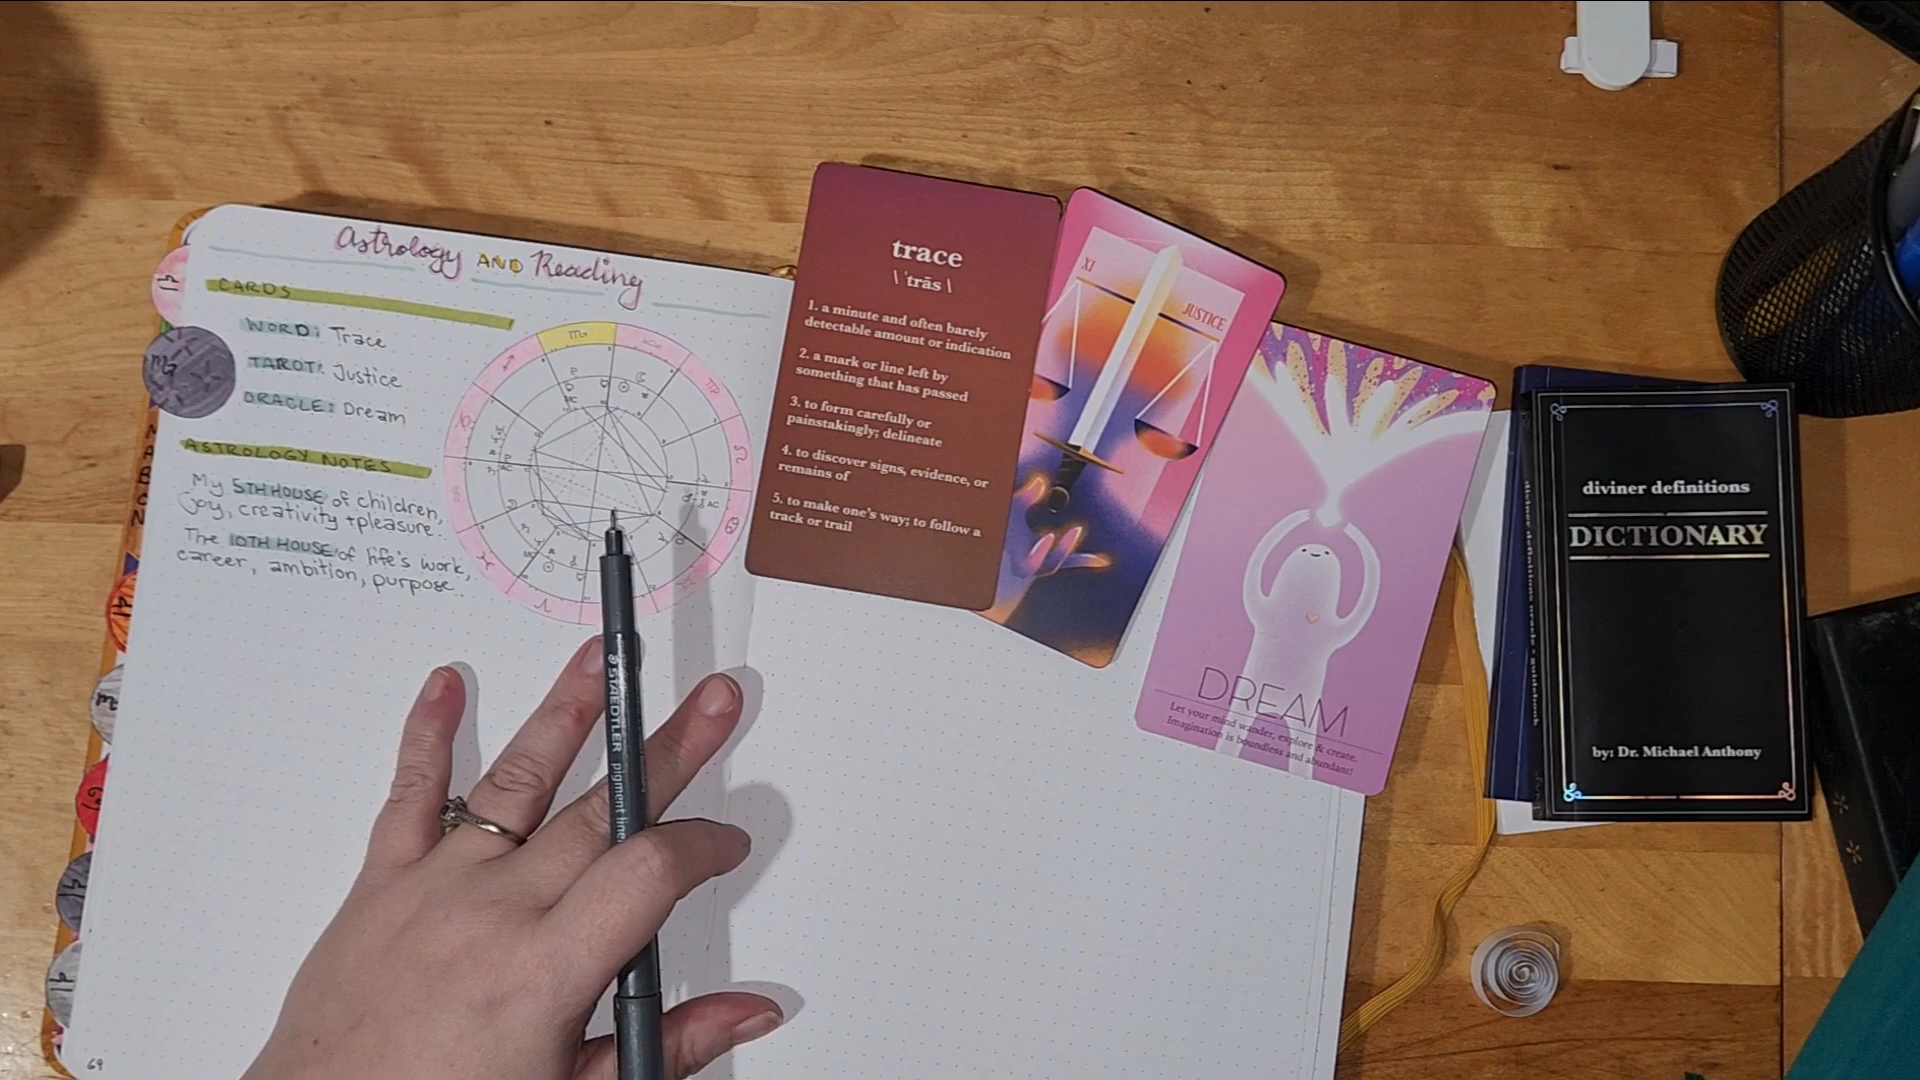 Astrology AND Reading
CARDS
WORD: Trace
TAROT: Justice
ORACLE: Dream
ASTROLOGY NOTES
My 5TH HOUSE of children,
joy, creativity + pleasure.
The 10TH HOUSE of life's work,
career, ambition, purpose.
MC
AC
AC
MC
69
trace
\ ˈtrās \
1. a minute and often barely
detectable amount or indication
2. a mark or line left by
something that has passed
3. to form carefully or
painstakingly; delineate
4. to discover signs, evidence, or
remains of
5. to make one's way; to follow a
track or trail
XI
JUSTICE
DREAM
Let your mind wander, explore & create.
Imagination is boundless and abundant!
diviner definitions
DICTIONARY
by: Dr. Michael Anthony
STAEDTLER pigment line